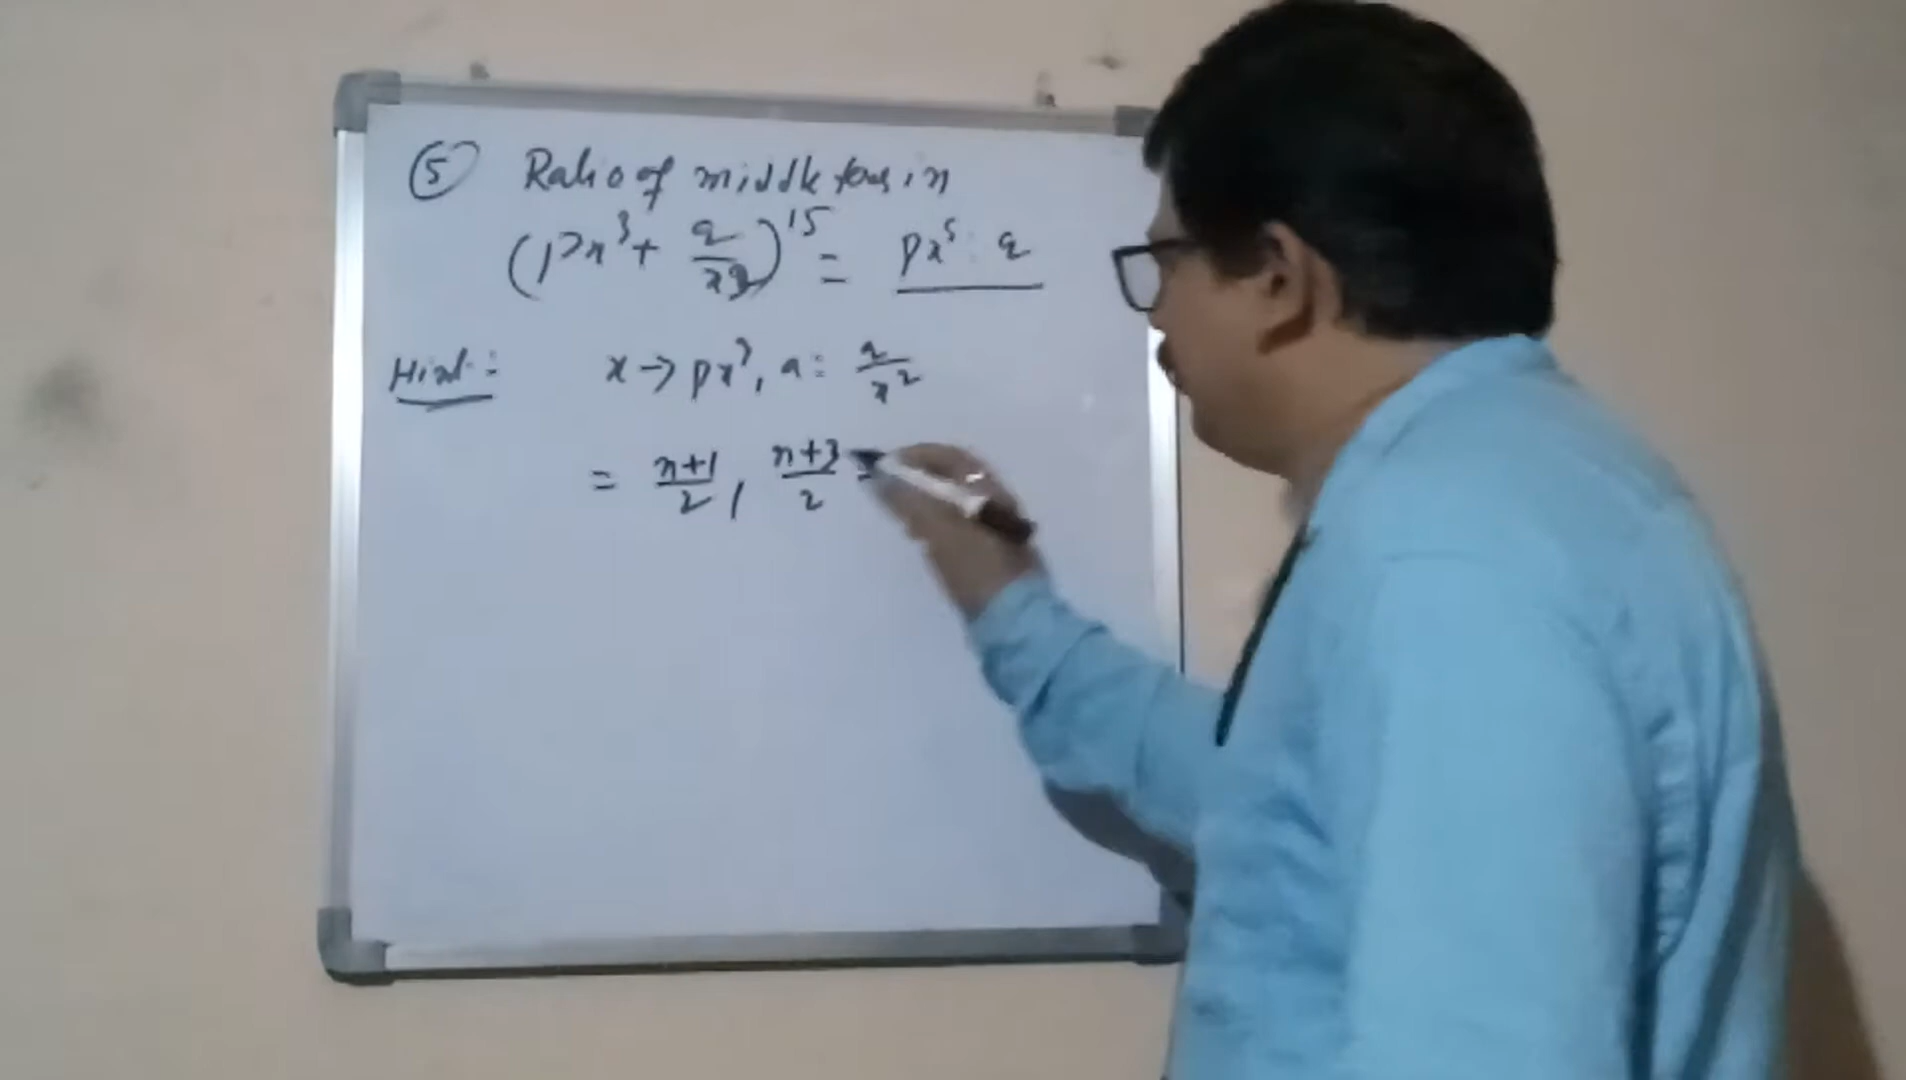 ⑤ Ratio of middle terms in
(px³ + q/x²)¹⁵ = px⁵ : q
Hint : x → px³, a = q/x²
= n+1/2, n+3/2 =